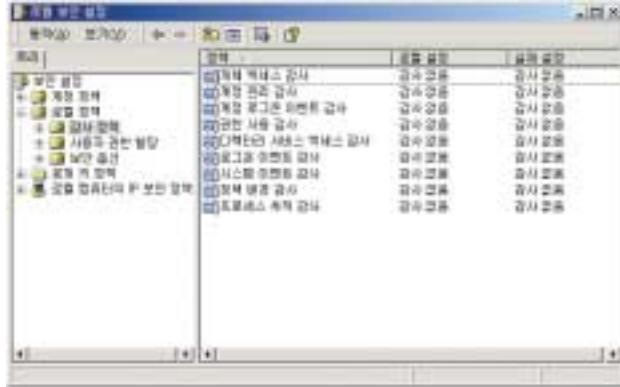 로컬 보안 설정
동작(A) 보기(V)
트리
보안 설정
계정 정책
로컬 정책
감사 정책
사용자 권한 할당
보안 옵션
공개 키 정책
로컬 컴퓨터의 IP 보안 정책
정책 로컬 설정 유효 설정
개체 액세스 감사 감사 없음 감사 없음
계정 관리 감사 감사 없음 감사 없음
계정 로그온 이벤트 감사 감사 없음 감사 없음
권한 사용 감사 감사 없음 감사 없음
디렉터리 서비스 액세스 감사 감사 없음 감사 없음
로그온 이벤트 감사 감사 없음 감사 없음
시스템 이벤트 감사 감사 없음 감사 없음
정책 변경 감사 감사 없음 감사 없음
프로세스 추적 감사 감사 없음 감사 없음